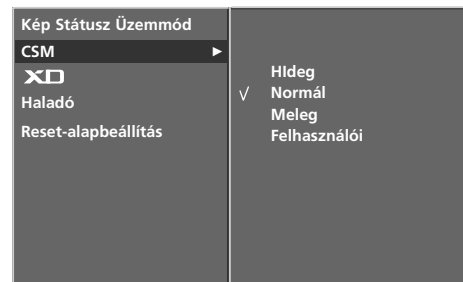 Kép Státusz Üzemmód
CSM
XD
Haladó
Reset-alapbeállítás
HIdeg
√ Normál
Meleg
Felhasználói